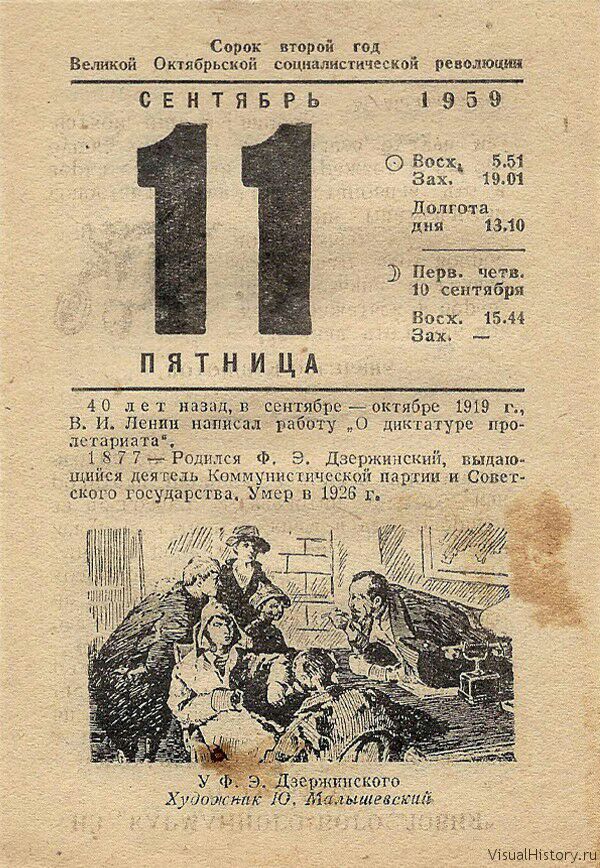 Сорок второй год
Великой Октябрьской социалистической революции
СЕНТЯБРЬ 1959
11
Восх. 5.51
Зах. 19.01
Долгота
дня 13.10
Перв. четв.
10 сентября
Восх. 15.44
Зах. —
ПЯТНИЦА
40 лет назад, в сентябре — октябре 1919 г.,
В. И. Ленин написал работу „О диктатуре про-
летариата“.
1877 — Родился Ф. Э. Дзержинский, выдаю-
щийся деятель Коммунистической партии и Совет-
ского государства. Умер в 1926 г.
У Ф. Э. Дзержинского
Художник Ю. Малышевский
VisualHistory.ru